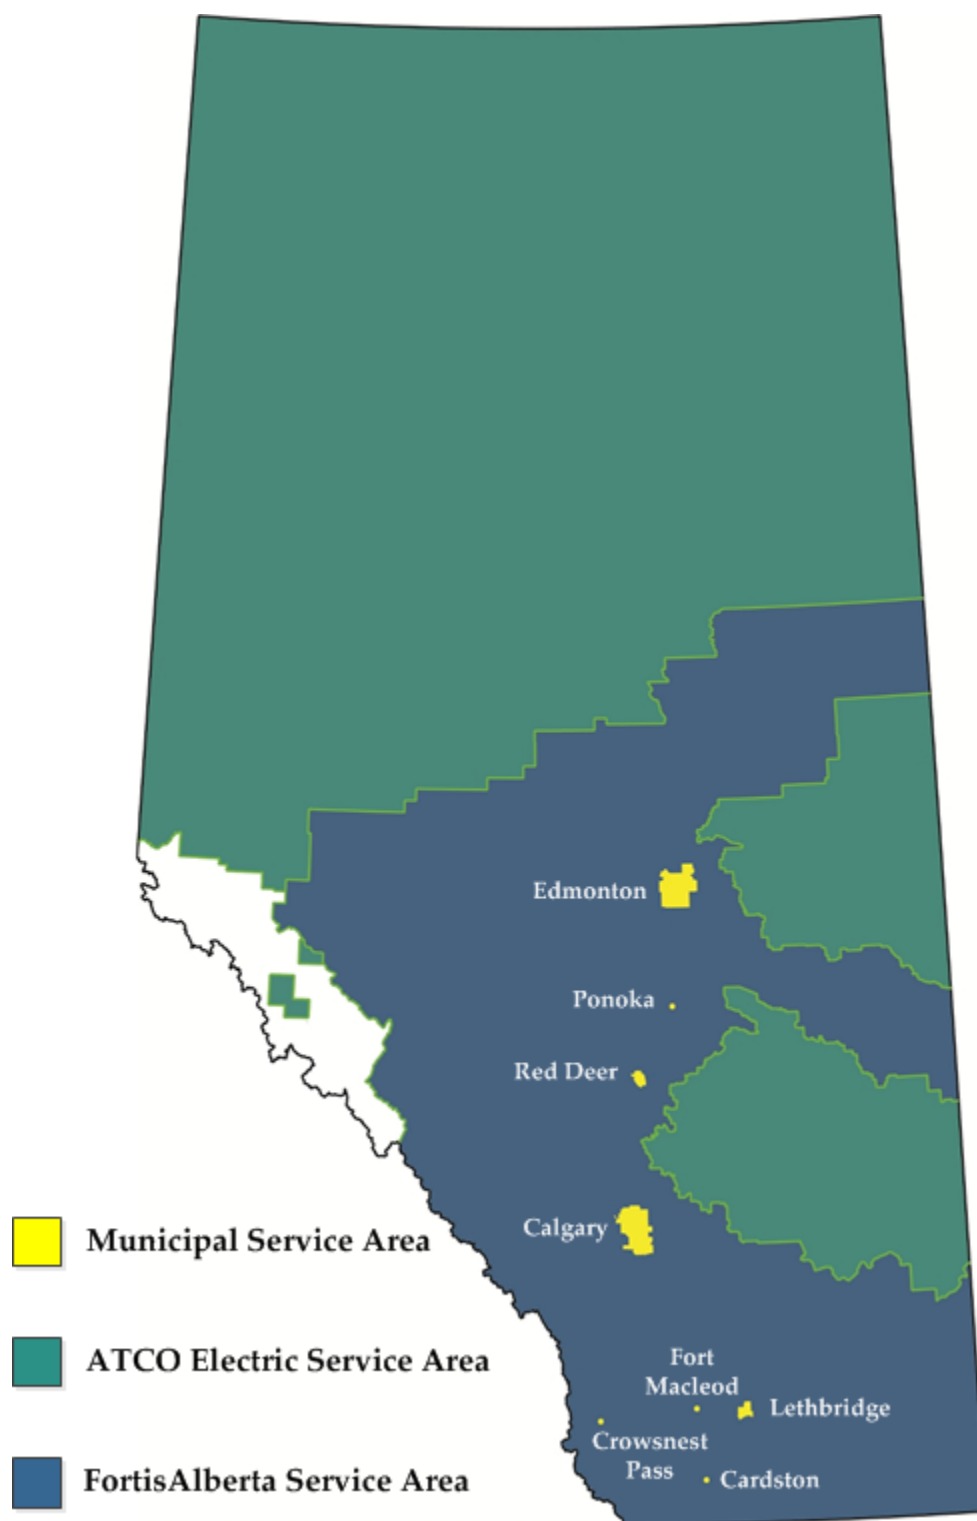 Edmonton
Ponoka
Red Deer
Calgary
Municipal Service Area
ATCO Electric Service Area
FortisAlberta Service Area
Fort
Macleod
Lethbridge
Crowsnest
Pass
Cardston